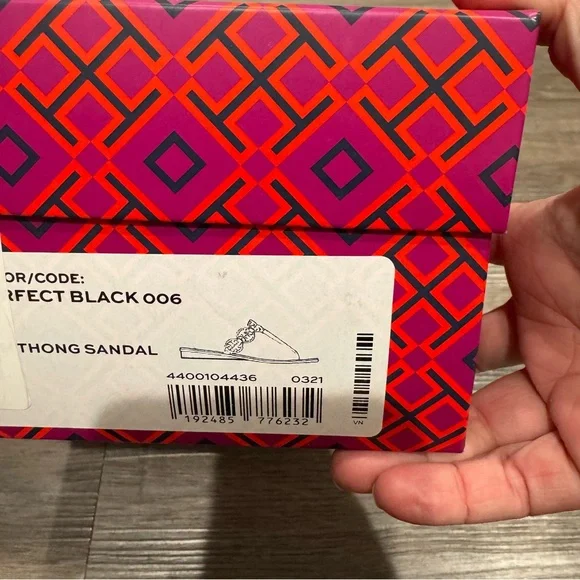 OR/CODE:
RFECT BLACK 006
THONG SANDAL
4400104436 0321
192485 776232
VN